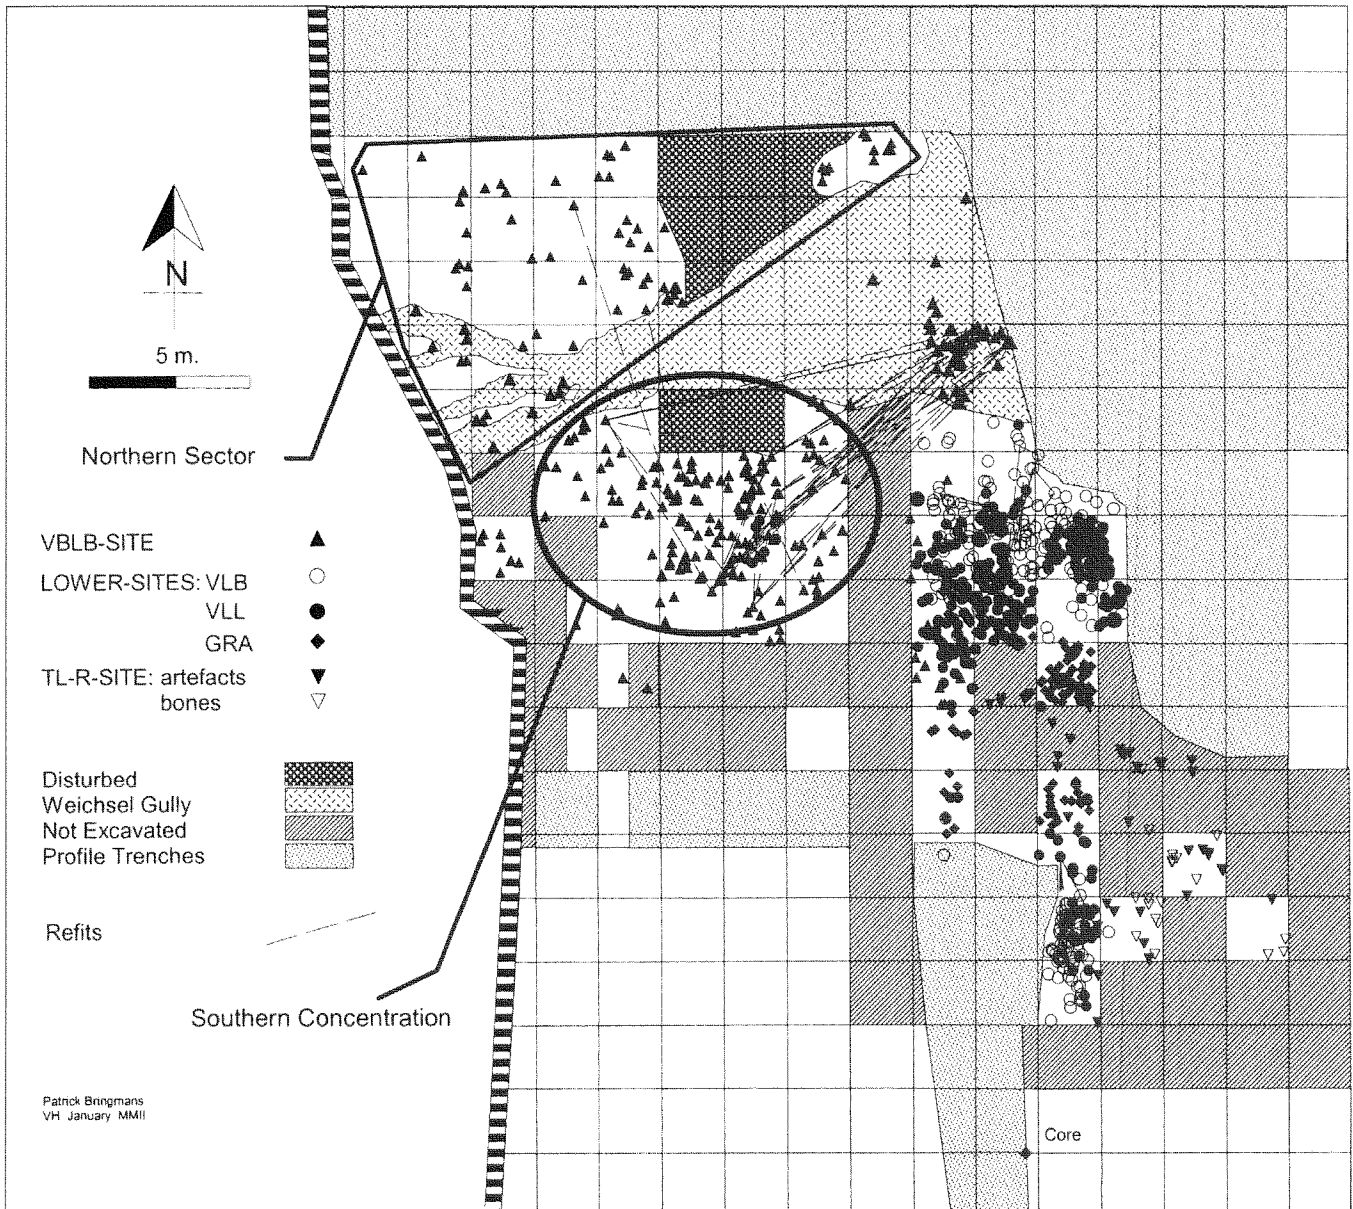 N
5 m.
Northern Sector
VBLB-SITE
LOWER-SITES: VLB
VLL
GRA
TL-R-SITE: artefacts
bones
Disturbed
Weichsel Gully
Not Excavated
Profile Trenches
Refits
Southern Concentration
Patrick Bringmans
VH January MMII
Core